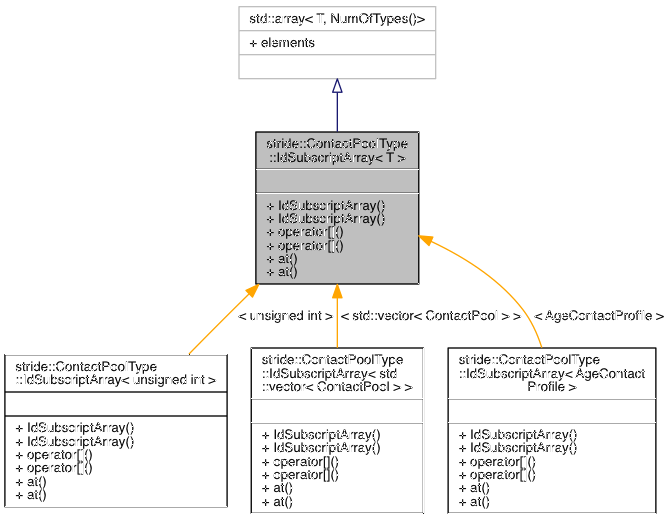 std::array< T, NumOfTypes()>
+ elements
stride::ContactPoolType
::IdSubscriptArray< T >
+ IdSubscriptArray()
+ IdSubscriptArray()
+ operator[]()
+ operator[]()
+ at()
+ at()
< unsigned int >
< std::vector< ContactPool > >
< AgeContactProfile >
stride::ContactPoolType
::IdSubscriptArray< unsigned int >
+ IdSubscriptArray()
+ IdSubscriptArray()
+ operator[]()
+ operator[]()
+ at()
+ at()
stride::ContactPoolType
::IdSubscriptArray< std
::vector< ContactPool > >
+ IdSubscriptArray()
+ IdSubscriptArray()
+ operator[]()
+ operator[]()
+ at()
+ at()
stride::ContactPoolType
::IdSubscriptArray< AgeContact
Profile >
+ IdSubscriptArray()
+ IdSubscriptArray()
+ operator[]()
+ operator[]()
+ at()
+ at()